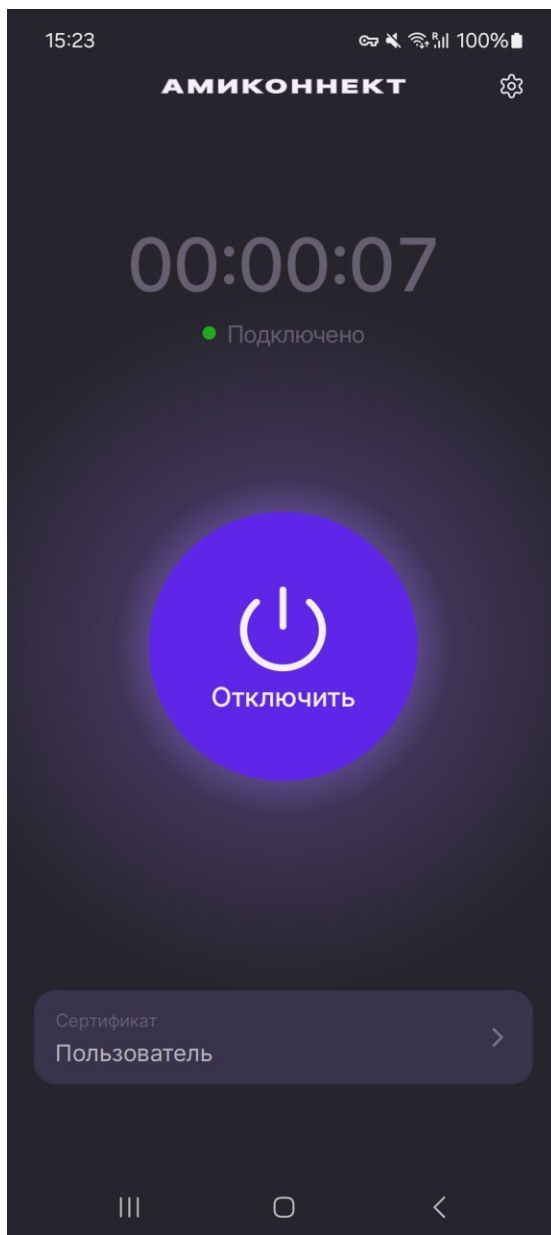 15:23
R 100%
АМИКОННЕКТ
00:00:07
Подключено
Отключить
Сертификат
Пользователь